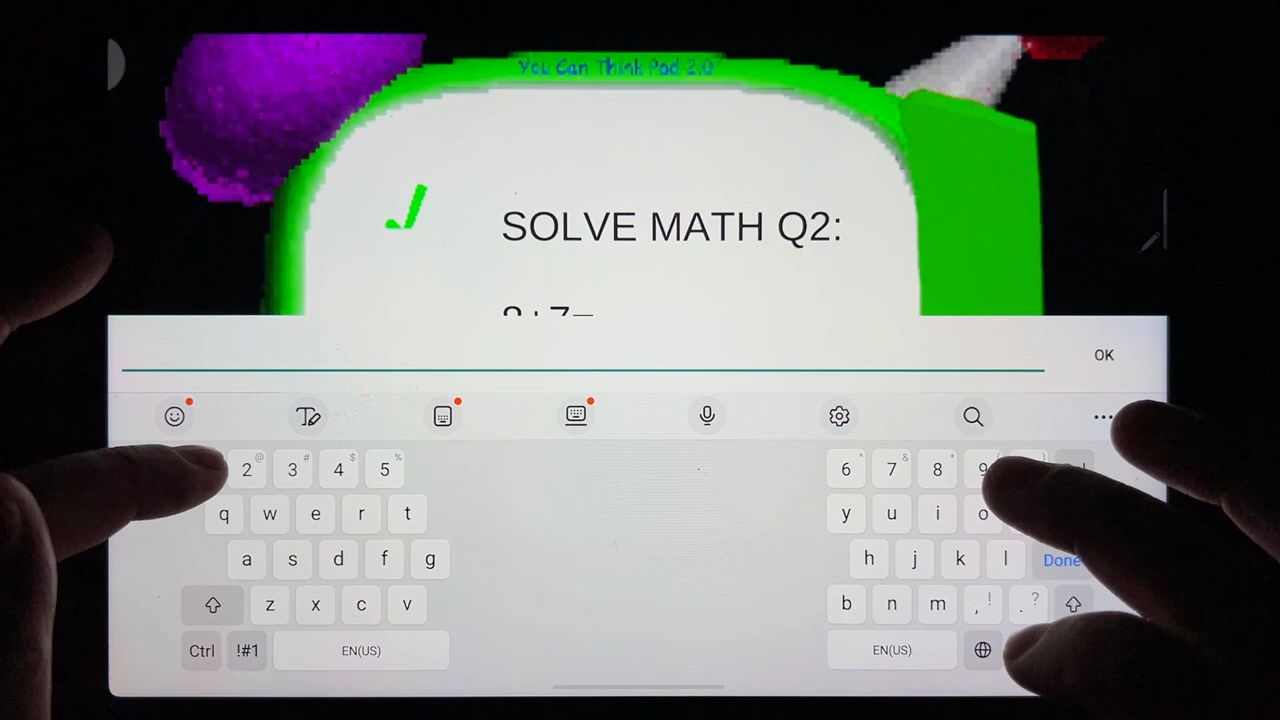 You Can Think Pad 2.0
SOLVE MATH Q2:
OK
2 @ 3 # 4 $ 5 % 6 ^ 7 & 8 * 9 ( )
q w e r t y u i o
a s d f g h j k l Done
z x c v b n m , ! . ?
Ctrl !#1 EN(US) EN(US)